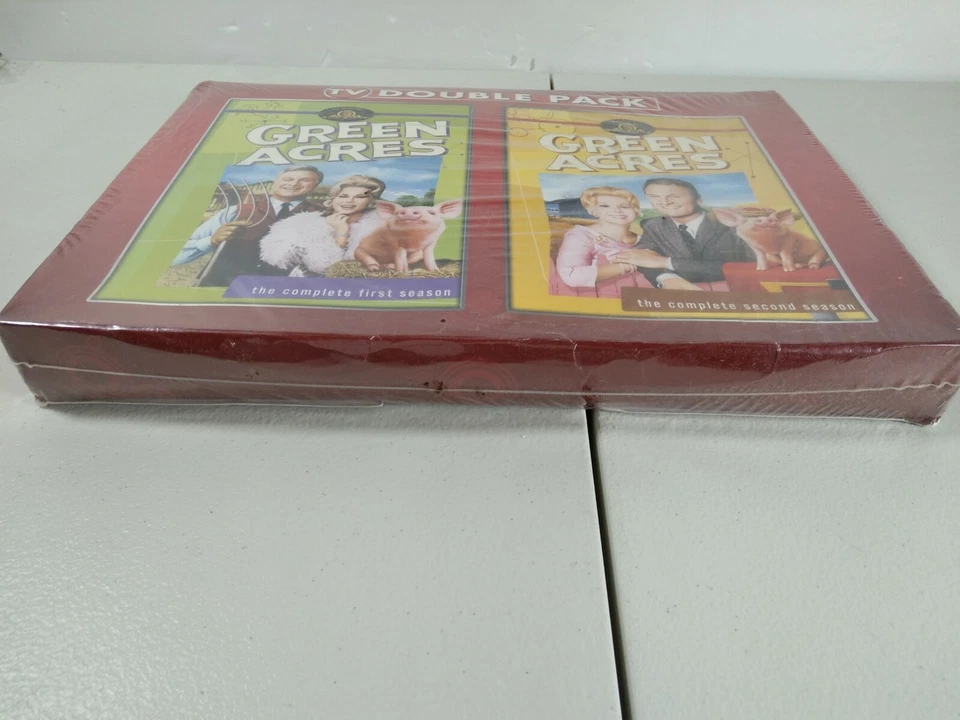 TV DOUBLE PACK
GREEN
ACRES
the complete first season
GREEN
ACRES
the complete second season